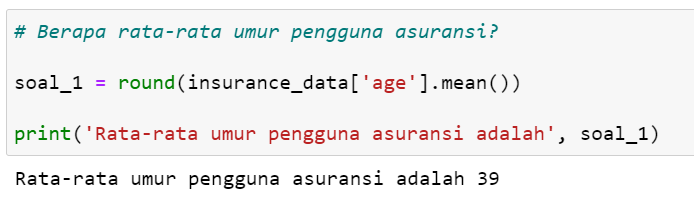 # Berapa rata-rata umur pengguna asuransi?
soal_1 = round(insurance_data['age'].mean())
print('Rata-rata umur pengguna asuransi adalah', soal_1)
Rata-rata umur pengguna asuransi adalah 39